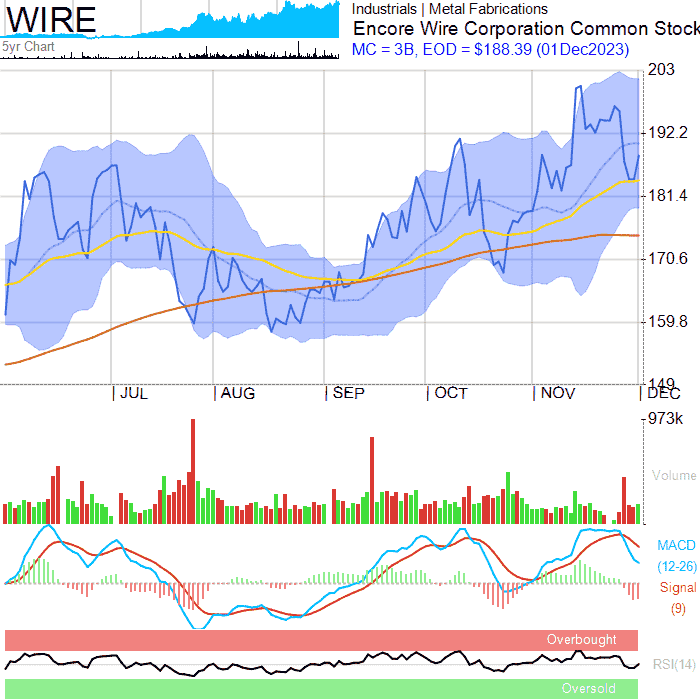 WIRE
5yr Chart
Industrials | Metal Fabrications
Encore Wire Corporation Common Stock
MC = 3B, EOD = $188.39 (01Dec2023)
203
192.2
181.4
170.6
159.8
149
JUL
AUG
SEP
OCT
NOV
DEC
973k
Volume
MACD
(12-26)
Signal
(9)
Overbought
RSI(14)
Oversold